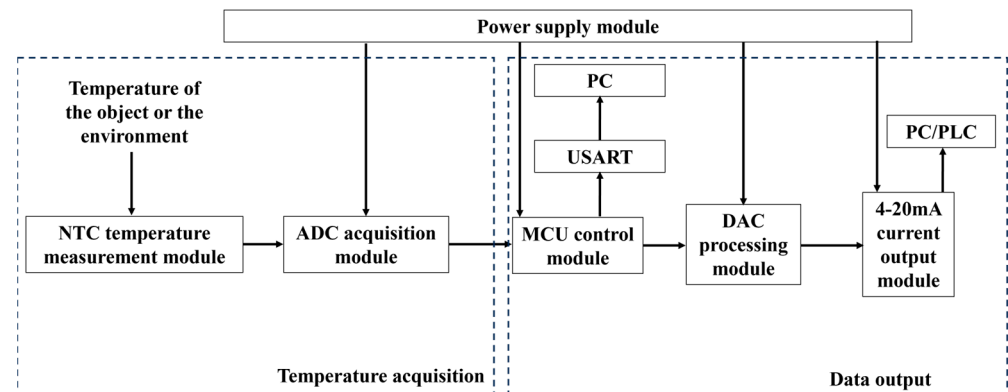 Power supply module
Temperature of
the object or the
environment
PC
USART
PC/PLC
NTC temperature
measurement module
ADC acquisition
module
MCU control
module
DAC
processing
module
4-20mA
current
output
module
Temperature acquisition
Data output